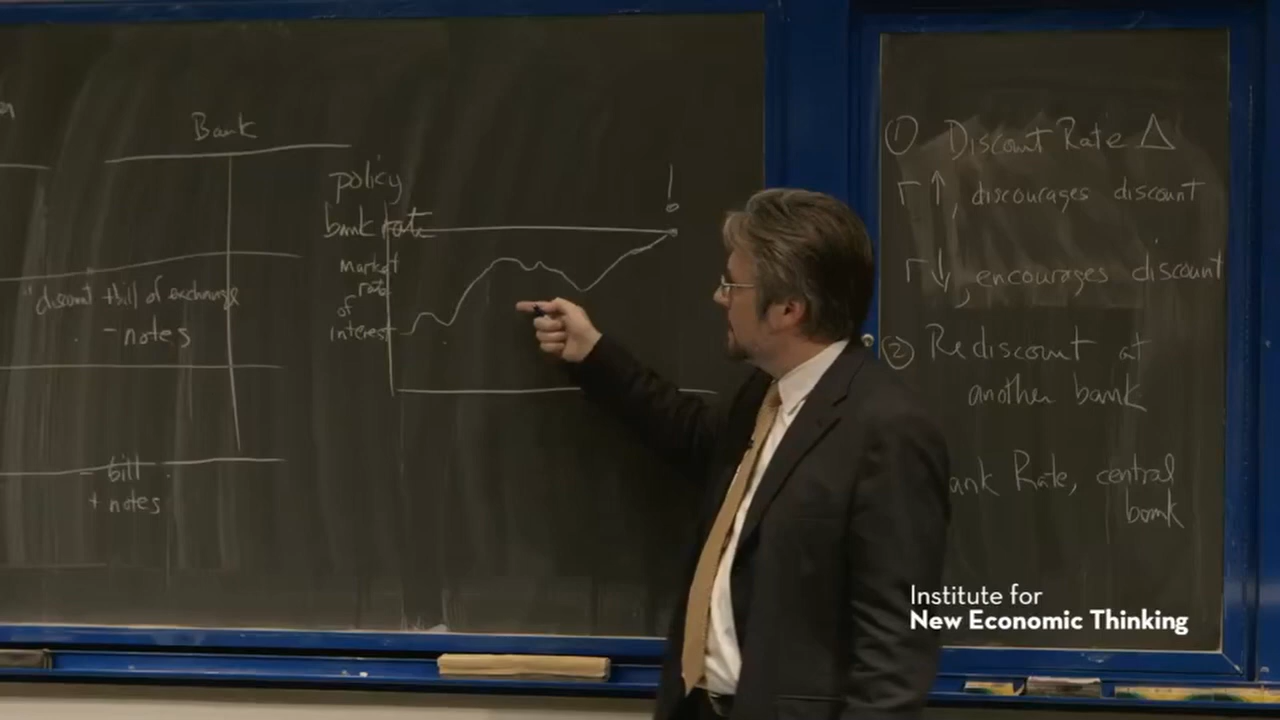 Bank
discount + bill of exchange
- notes
- bill
+ notes
policy
bank rate
market
rate
of
interest
!
① Discount Rate Δ
r ↑, discourages discount
r ↓, encourages discount
② Rediscount at
another bank
Rate, central
bank
Institute for
New Economic Thinking